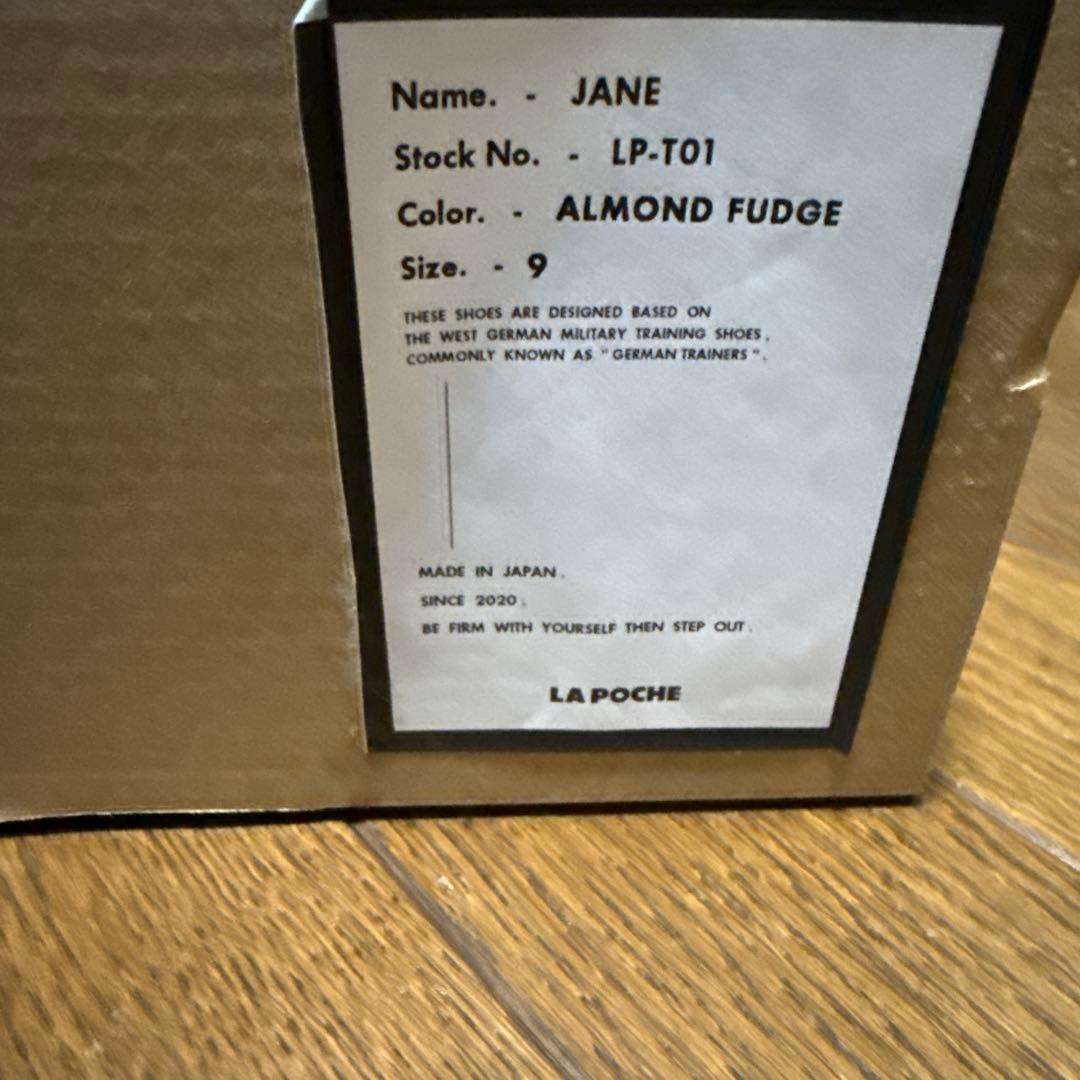 Name. - JANE
Stock No. - LP-T01
Color. - ALMOND FUDGE
Size. - 9
THESE SHOES ARE DESIGNED BASED ON
THE WEST GERMAN MILITARY TRAINING SHOES,
COMMONLY KNOWN AS "GERMAN TRAINERS".
MADE IN JAPAN.
SINCE 2020.
BE FIRM WITH YOURSELF THEN STEP OUT.
LA POCHE